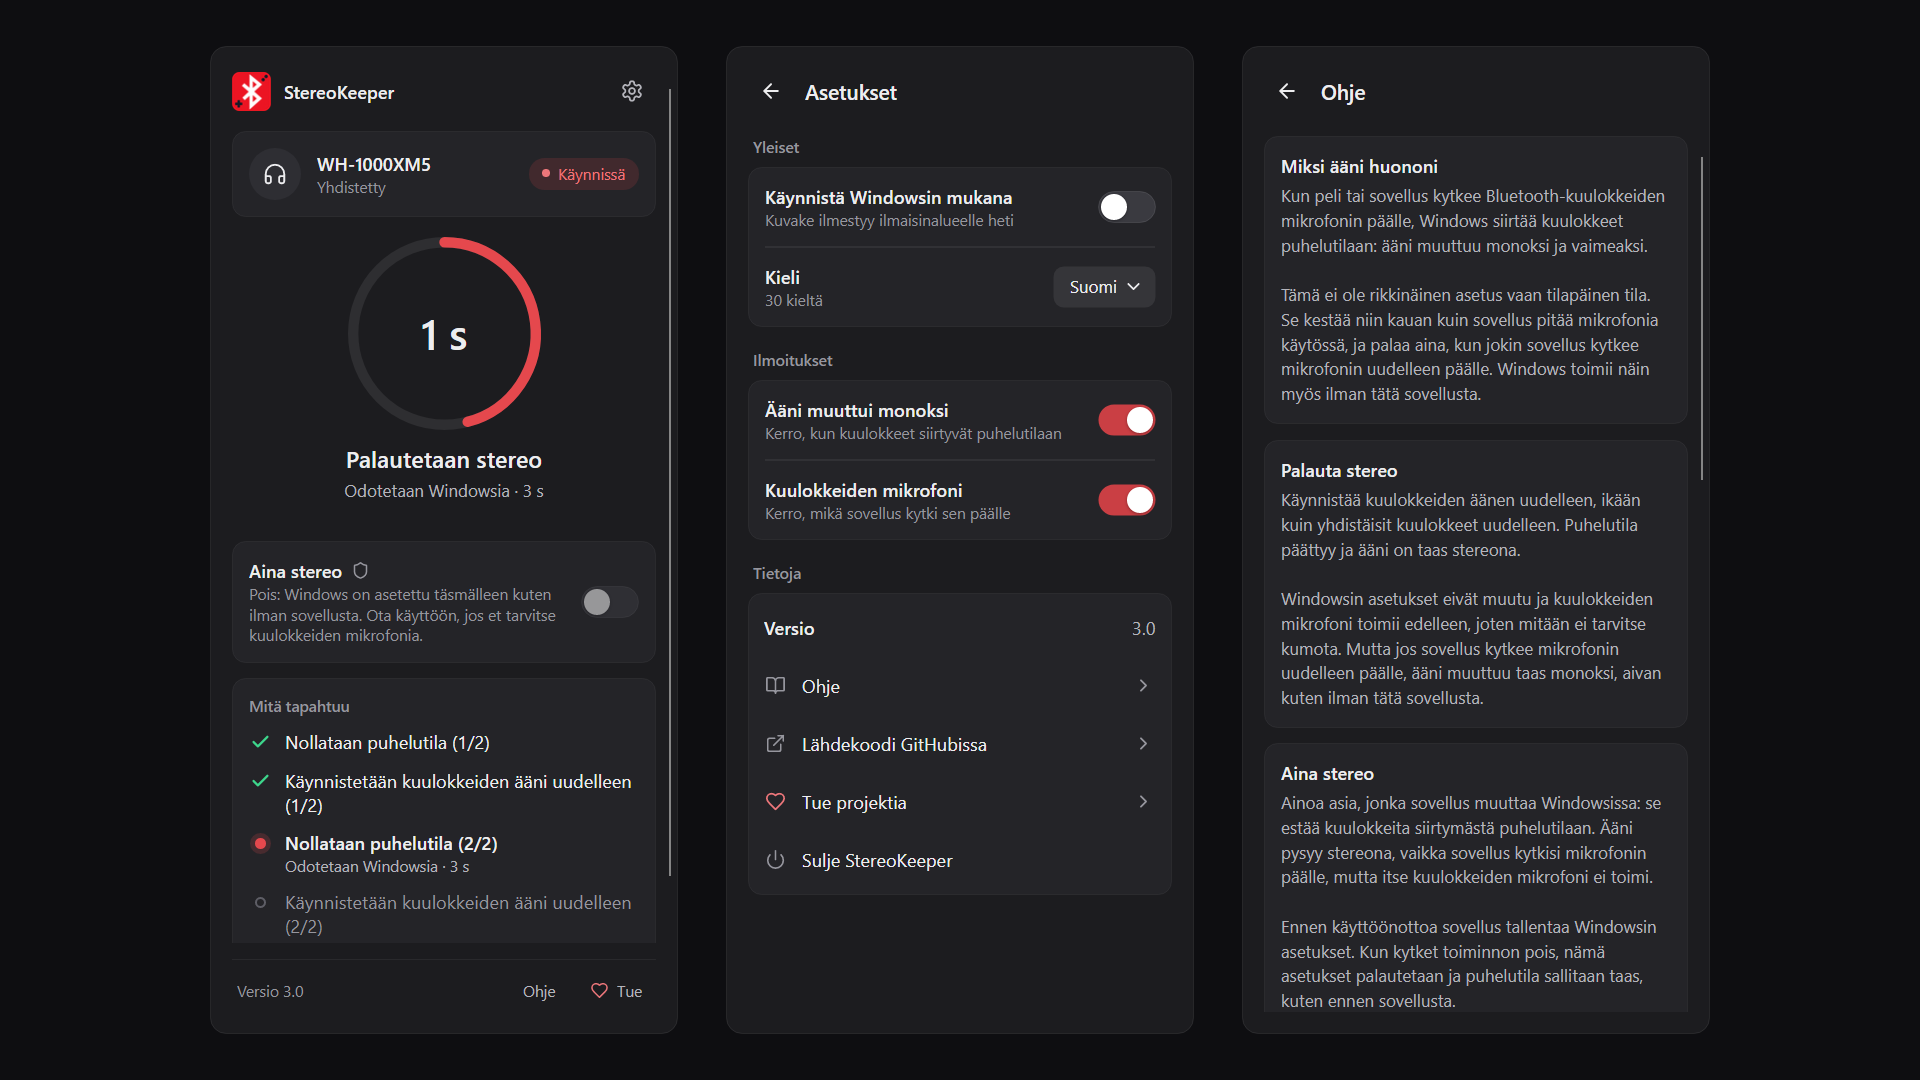 StereoKeeper
WH-1000XM5
Yhdistetty
Käynnissä
1 s
Palautetaan stereo
Odotetaan Windowsia · 3 s
Aina stereo
Pois: Windows on asetettu täsmälleen kuten
ilman sovellusta. Ota käyttöön, jos et tarvitse
kuulokkeiden mikrofonia.
Mitä tapahtuu
Nollataan puhelutila (1/2)
Käynnistetään kuulokkeiden ääni uudelleen
(1/2)
Nollataan puhelutila (2/2)
Odotetaan Windowsia · 3 s
Käynnistetään kuulokkeiden ääni uudelleen
(2/2)
Versio 3.0
Ohje
Tue
Asetukset
Yleiset
Käynnistä Windowsin mukana
Kuvake ilmestyy ilmaisinalueelle heti
Kieli
30 kieltä
Suomi
Ilmoitukset
Ääni muuttui monoksi
Kerro, kun kuulokkeet siirtyvät puhelutilaan
Kuulokkeiden mikrofoni
Kerro, mikä sovellus kytki sen päälle
Tietoja
Versio
3.0
Ohje
Lähdekoodi GitHubissa
Tue projektia
Sulje StereoKeeper
Ohje
Miksi ääni huononi
Kun peli tai sovellus kytkee Bluetooth-kuulokkeiden
mikrofonin päälle, Windows siirtää kuulokkeet
puhelutilaan: ääni muuttuu monoksi ja vaimeaksi.
Tämä ei ole rikkinäinen asetus vaan tilapäinen tila.
Se kestää niin kauan kuin sovellus pitää mikrofonia
käytössä, ja palaa aina, kun jokin sovellus kytkee
mikrofonin uudelleen päälle. Windows toimii näin
myös ilman tätä sovellusta.
Palauta stereo
Käynnistää kuulokkeiden äänen uudelleen, ikään
kuin yhdistäisit kuulokkeet uudelleen. Puhelutila
päättyy ja ääni on taas stereona.
Windowsin asetukset eivät muutu ja kuulokkeiden
mikrofoni toimii edelleen, joten mitään ei tarvitse
kumota. Mutta jos sovellus kytkee mikrofonin
uudelleen päälle, ääni muuttuu taas monoksi, aivan
kuten ilman tätä sovellusta.
Aina stereo
Ainoa asia, jonka sovellus muuttaa Windowsissa: se
estää kuulokkeita siirtymästä puhelutilaan. Ääni
pysyy stereona, vaikka sovellus kytkisi mikrofonin
päälle, mutta itse kuulokkeiden mikrofoni ei toimi.
Ennen käyttöönottoa sovellus tallentaa Windowsin
asetukset. Kun kytket toiminnon pois, nämä
asetukset palautetaan ja puhelutila sallitaan taas,
kuten ennen sovellusta.